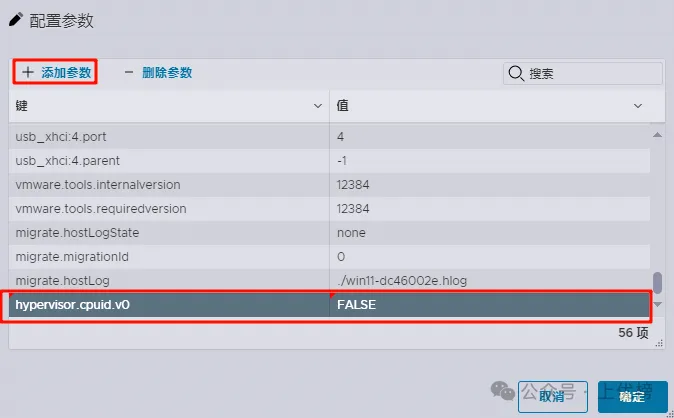 配置参数
添加参数 删除参数 搜索
键 值
usb_xhci:4.port 4
usb_xhci:4.parent -1
vmware.tools.internalversion 12384
vmware.tools.requiredversion 12384
migrate.hostLogState none
migrate.migrationId 0
migrate.hostLog ./win11-dc46002e.hlog
hypervisor.cpuid.v0 FALSE
56 项
公众号 · 上优榜
取消 确定